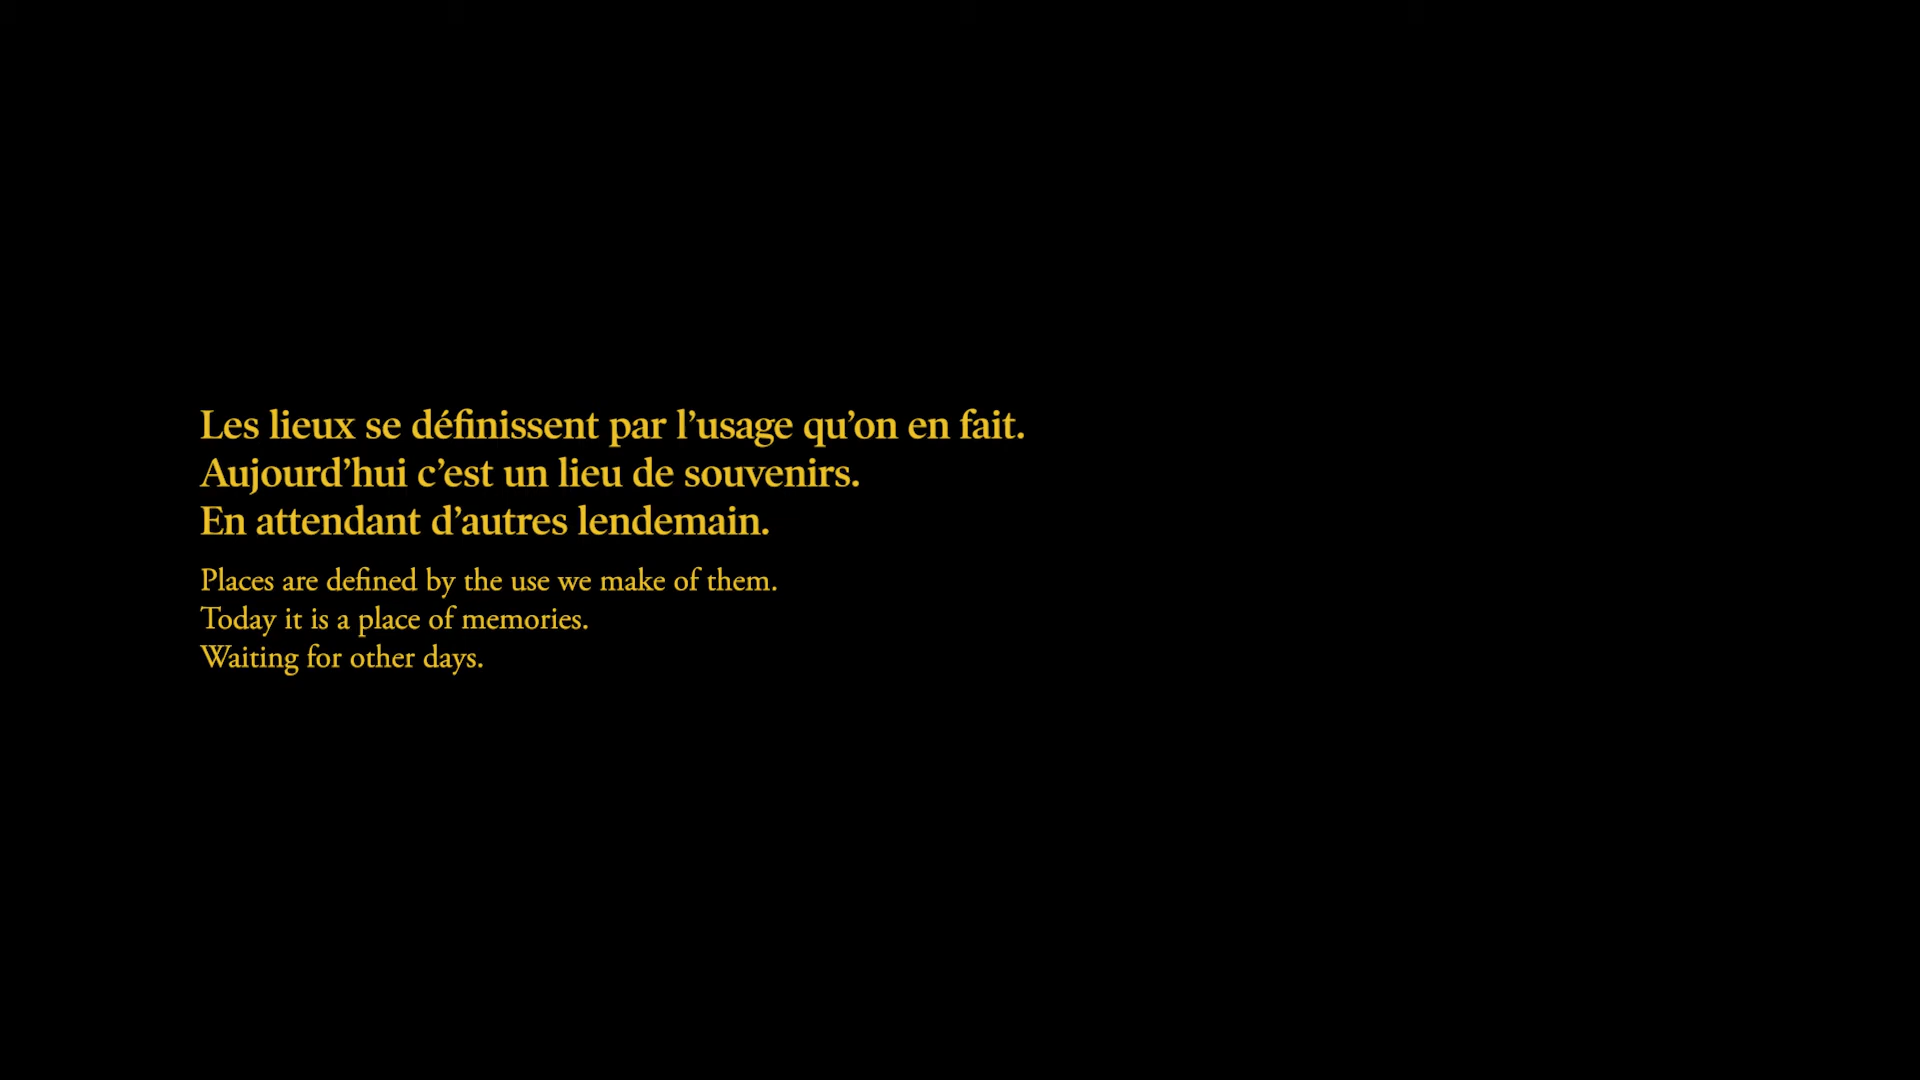 Les lieux se définissent par l’usage qu’on en fait.
Aujourd’hui c’est un lieu de souvenirs.
En attendant d’autres lendemain.
Places are defined by the use we make of them.
Today it is a place of memories.
Waiting for other days.